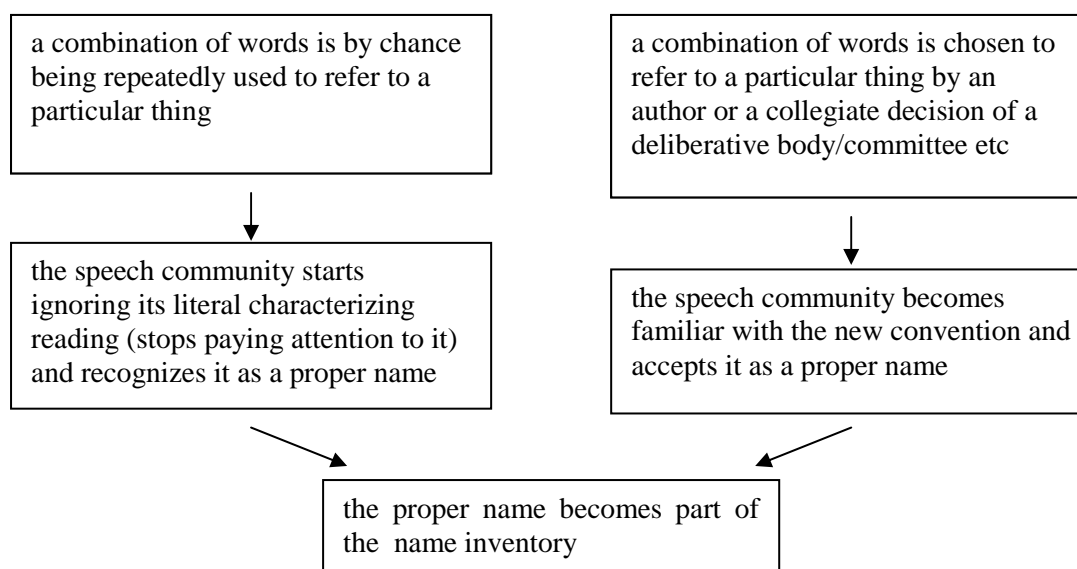 a combination of words is by chance
being repeatedly used to refer to a
particular thing
a combination of words is chosen to
refer to a particular thing by an
author or a collegiate decision of a
deliberative body/committee etc
the speech community starts
ignoring its literal characterizing
reading (stops paying attention to it)
and recognizes it as a proper name
the speech community becomes
familiar with the new convention and
accepts it as a proper name
the proper name becomes part of
the name inventory